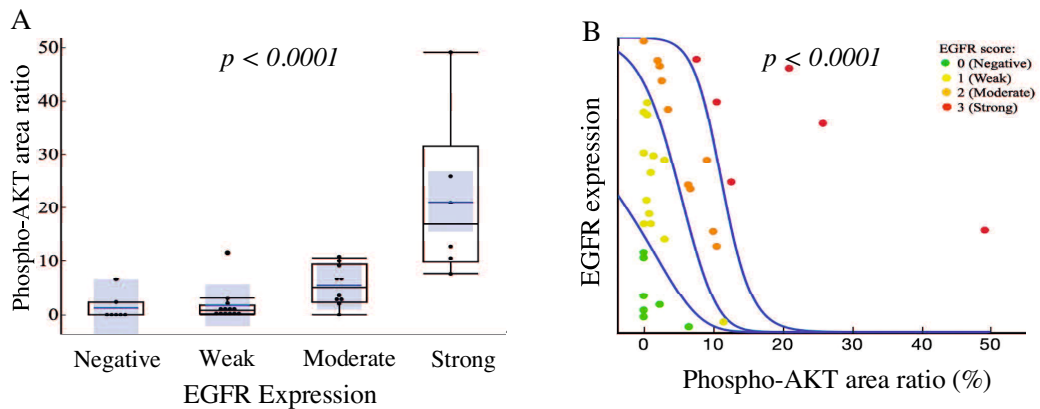 A
Phospho-AKT area ratio
50
40
30
20
10
0
p < 0.0001
Negative
Weak
Moderate
Strong
EGFR Expression
B
EGFR expression
p < 0.0001
EGFR score:
0 (Negative)
1 (Weak)
2 (Moderate)
3 (Strong)
0
10
20
30
40
50
Phospho-AKT area ratio (%)